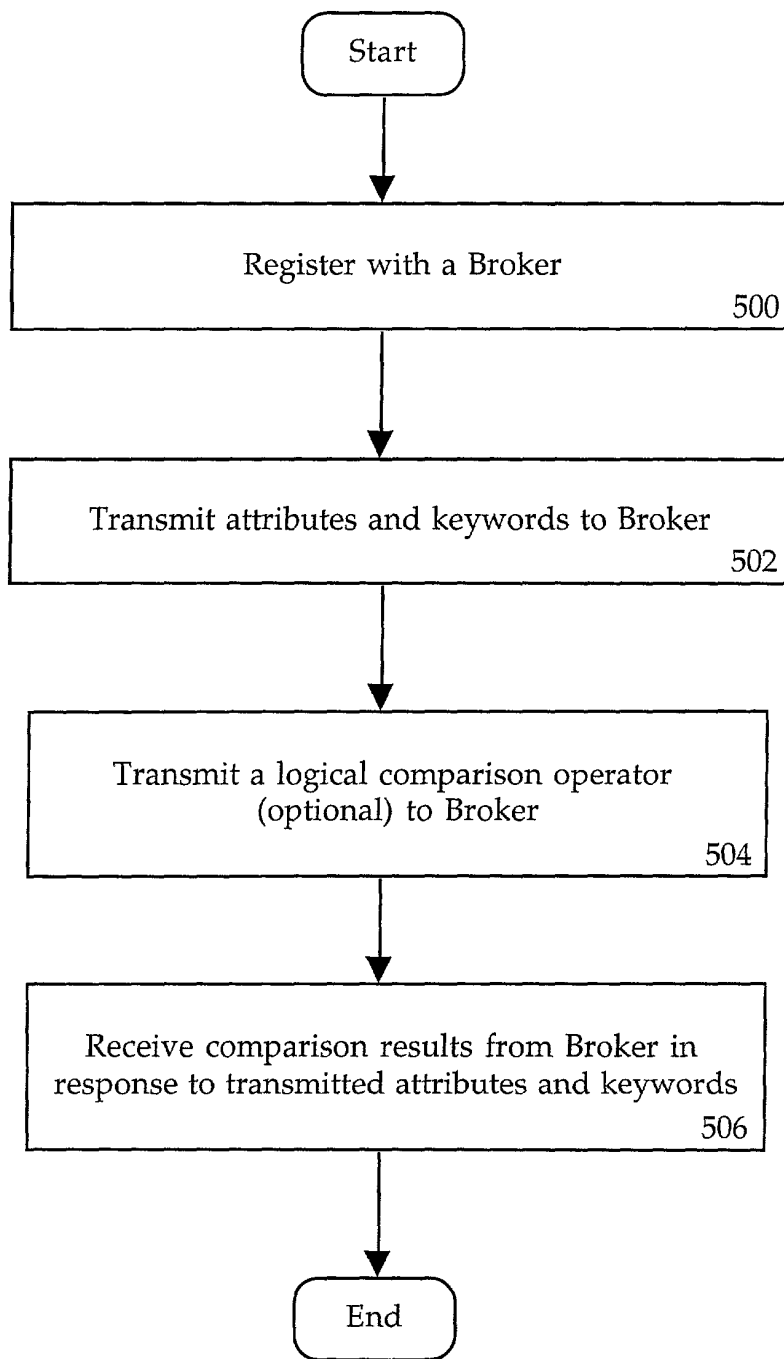 Start
Register with a Broker
500
Transmit attributes and keywords to Broker
502
Transmit a logical comparison operator
(optional) to Broker
504
Receive comparison results from Broker in
response to transmitted attributes and keywords
506
End